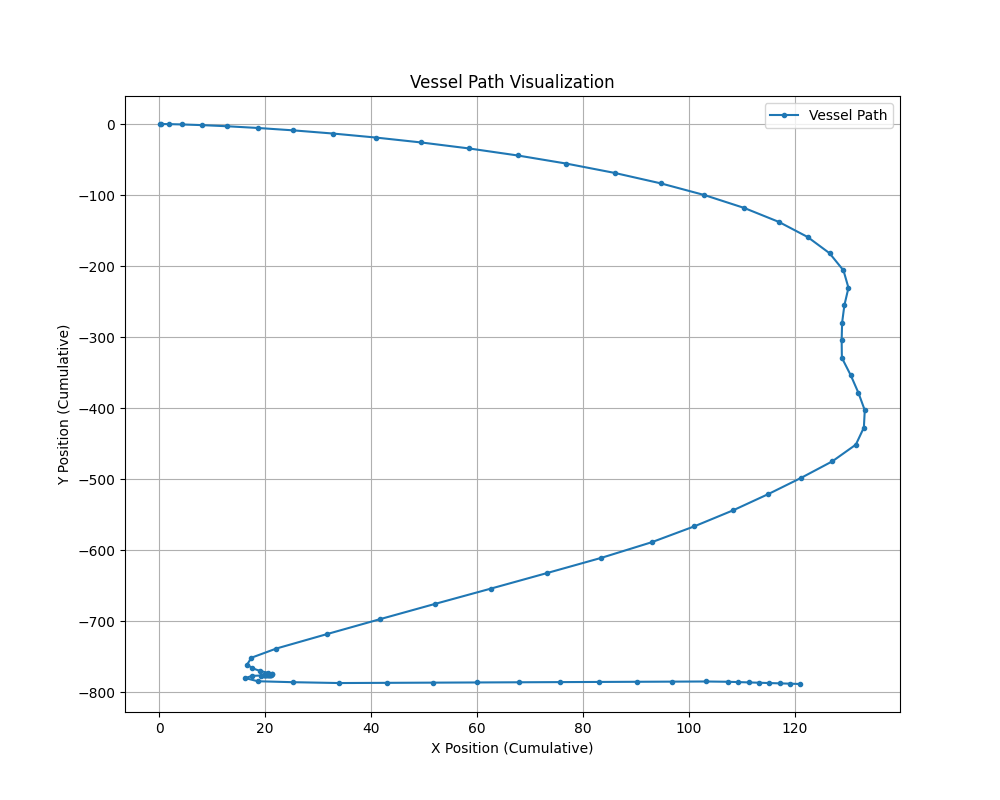 Vessel Path Visualization
Vessel Path
0
−100
−200
−300
−400
−500
−600
−700
−800
Y Position (Cumulative)
0 20 40 60 80 100 120
X Position (Cumulative)